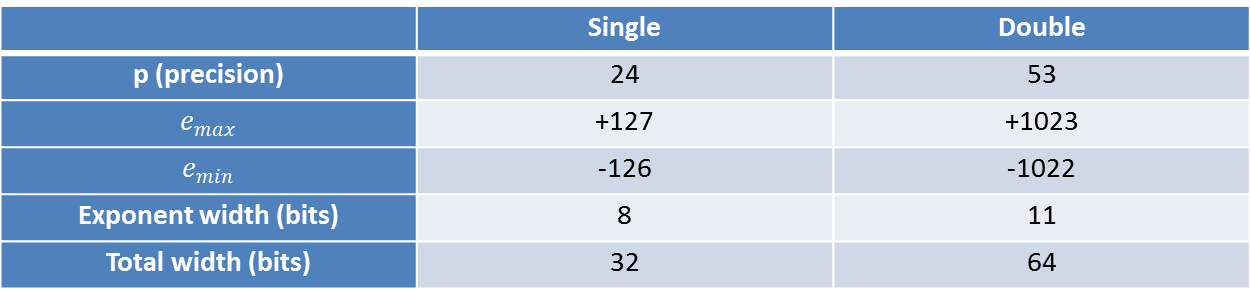 Single Double
p (precision) 24 53
e_max +127 +1023
e_min -126 -1022
Exponent width (bits) 8 11
Total width (bits) 32 64